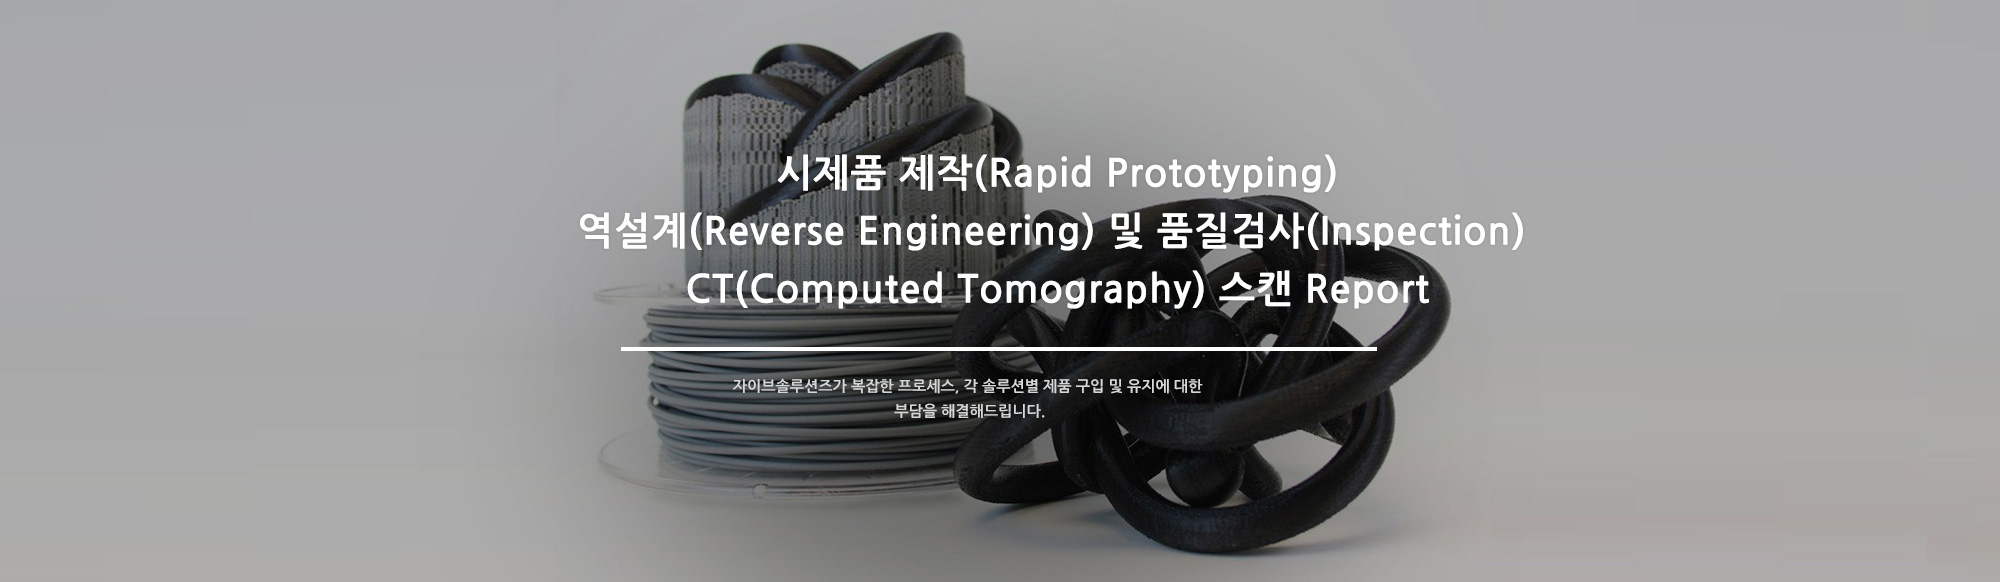 시제품 제작(Rapid Prototyping)
역설계(Reverse Engineering) 및 품질검사(Inspection)
CT(Computed Tomography) 스캔 Report
자이브솔루션즈가 복잡한 프로세스, 각 솔루션별 제품 구입 및 유지에 대한
부담을 해결해드립니다.